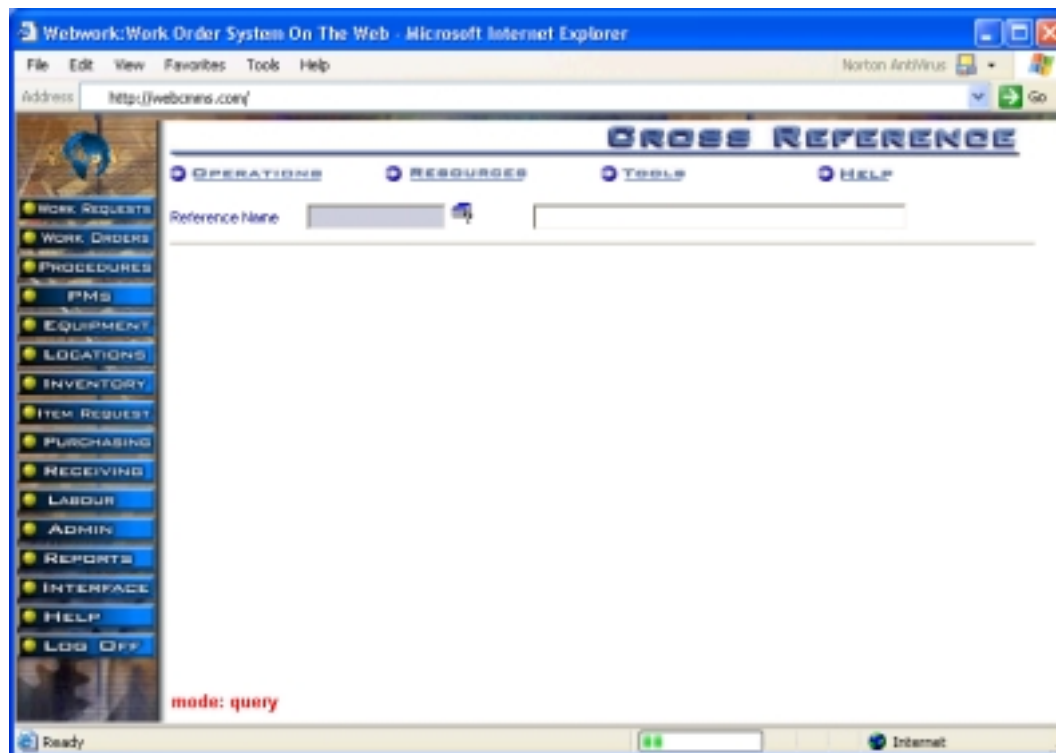 Webwork:Work Order System On The Web - Microsoft Internet Explorer
File Edit View Favorites Tools Help Norton AntiVirus
Address http://webcmms.com/ Go
CROSS REFERENCE
OPERATIONS RESOURCES TOOLS HELP
Reference Name
WORK REQUESTS
WORK ORDERS
PROCEDURES
PMS
EQUIPMENT
LOCATIONS
INVENTORY
ITEM REQUEST
PURCHASING
RECEIVING
LABOUR
ADMIN
REPORTS
INTERFACE
HELP
LOG OFF
mode: query
Ready Internet